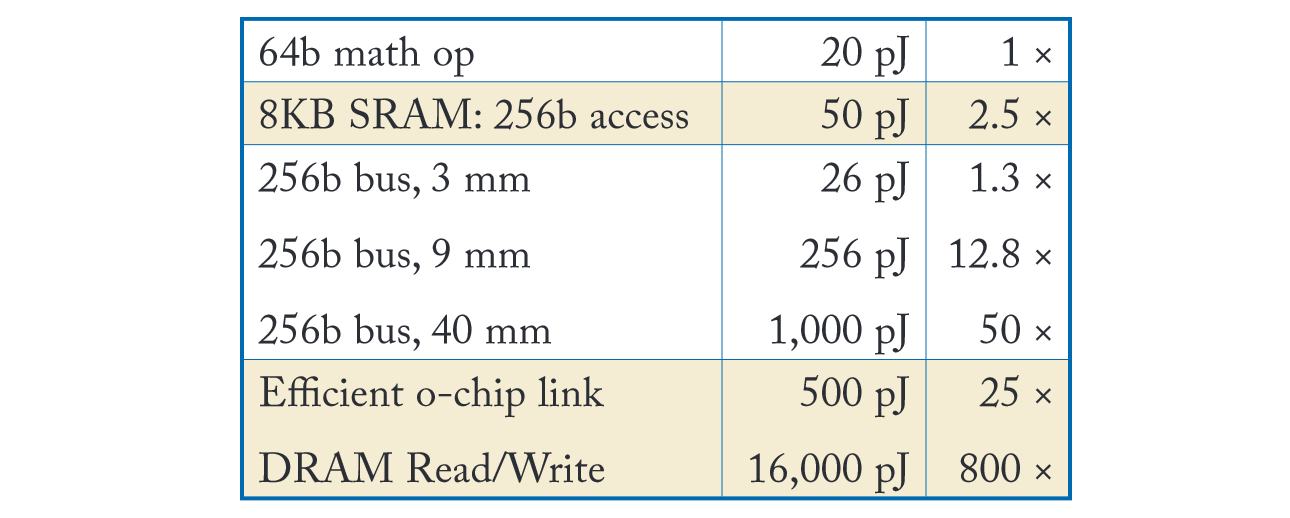 64b math op 20 pJ 1 ×
8KB SRAM: 256b access 50 pJ 2.5 ×
256b bus, 3 mm 26 pJ 1.3 ×
256b bus, 9 mm 256 pJ 12.8 ×
256b bus, 40 mm 1,000 pJ 50 ×
Efficient o-chip link 500 pJ 25 ×
DRAM Read/Write 16,000 pJ 800 ×